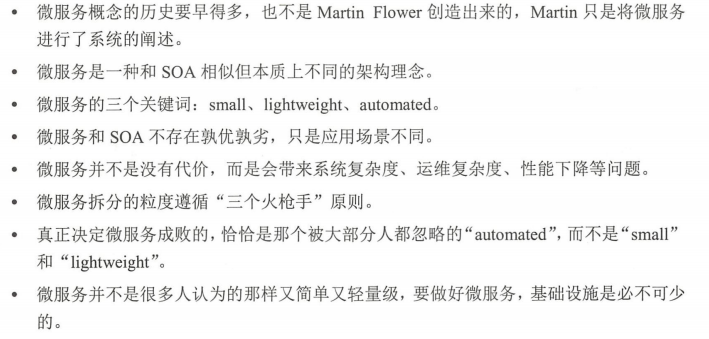 • 微服务概念的历史要早得多，也不是 Martin Flower 创造出来的，Martin 只是将微服务
进行了系统的阐述。
• 微服务是一种和 SOA 相似但本质上不同的架构理念。
• 微服务的三个关键词：small、lightweight、automated。
• 微服务和 SOA 不存在孰优孰劣，只是应用场景不同。
• 微服务并不是没有代价，而是会带来系统复杂度、运维复杂度、性能下降等问题。
• 微服务拆分的粒度遵循“三个火枪手”原则。
• 真正决定微服务成败的，恰恰是那个被大部分人都忽略的“automated”，而不是“small”
和“lightweight”。
• 微服务并不是很多人认为的那样又简单又轻量级，要做好微服务，基础设施是必不可少
的。